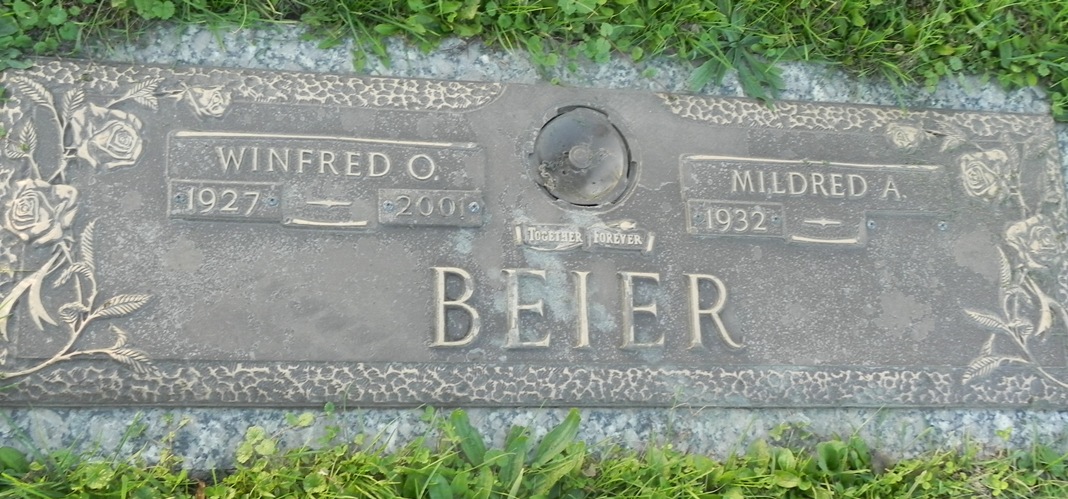 WINFRED O.
1927 2001
MILDRED A.
1932
TOGETHER FOREVER
BEIER